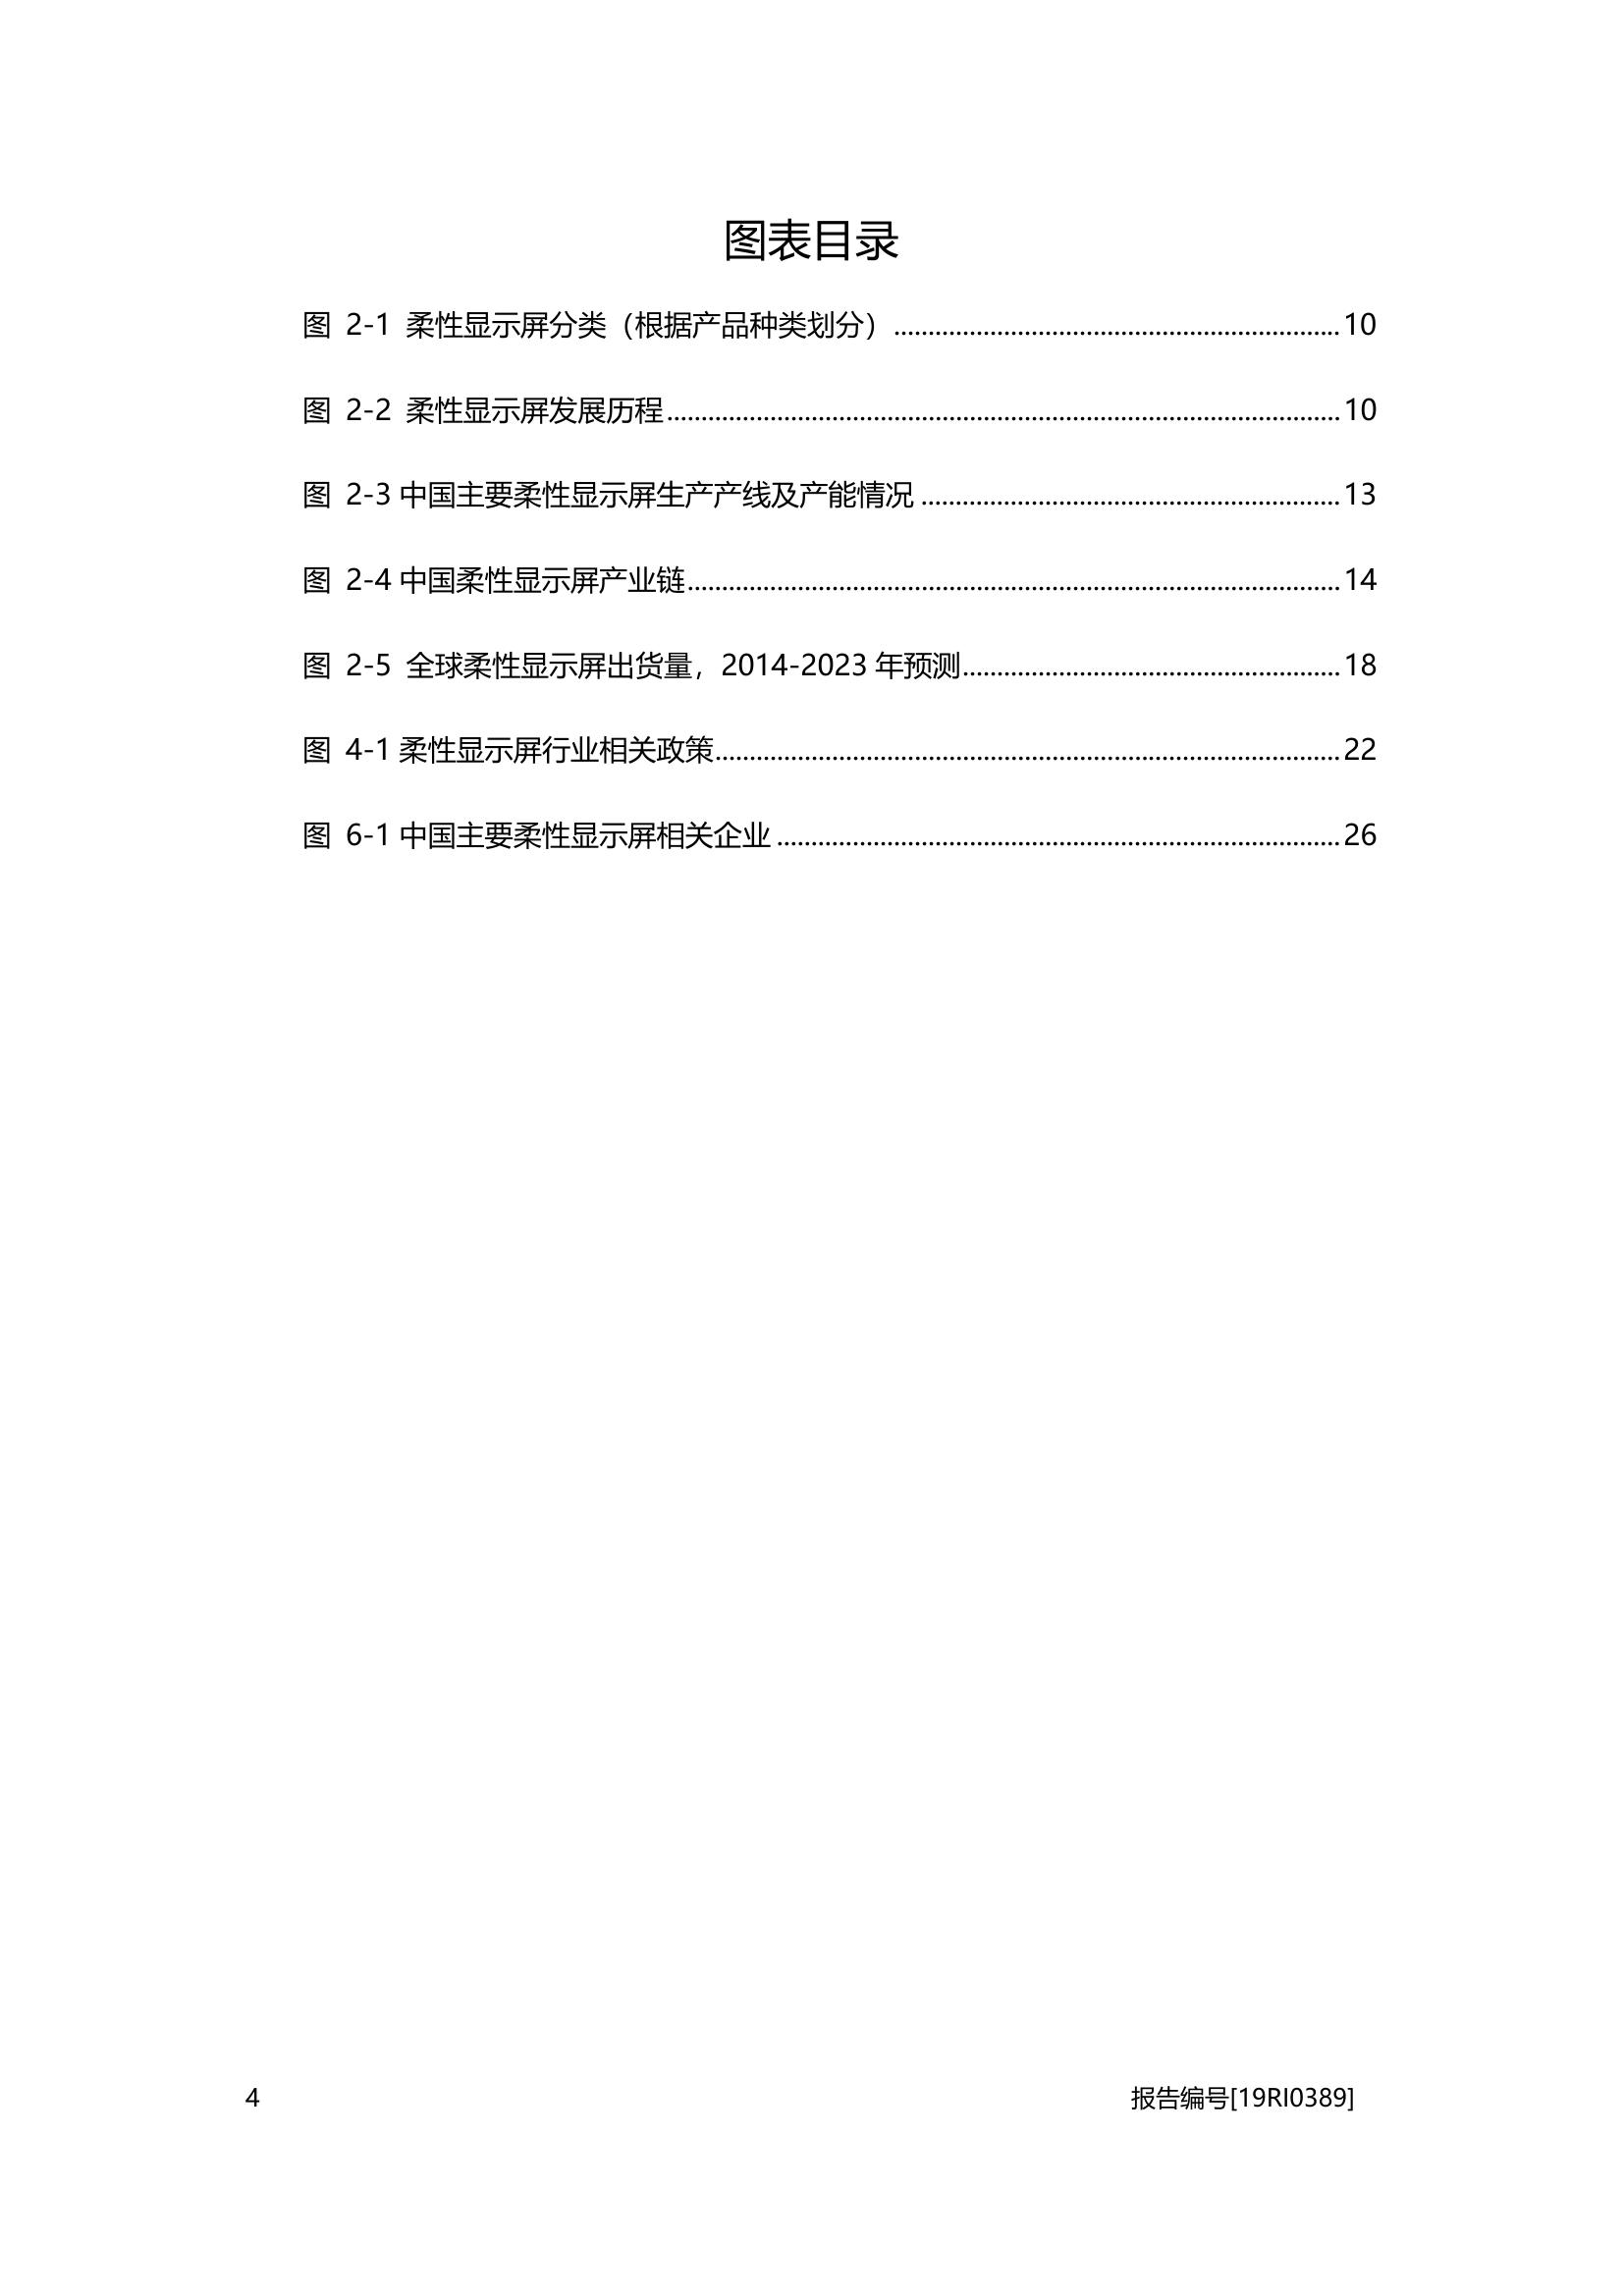 图表目录
图 2-1 柔性显示屏分类（根据产品种类划分）........................................ 10
图 2-2 柔性显示屏发展历程........................................ 10
图 2-3 中国主要柔性显示屏生产产线及产能情况 ........................................ 13
图 2-4 中国柔性显示屏产业链........................................ 14
图 2-5 全球柔性显示屏出货量，2014-2023 年预测........................................ 18
图 4-1 柔性显示屏行业相关政策........................................ 22
图 6-1 中国主要柔性显示屏相关企业 ........................................ 26
4 报告编号[19RI0389]